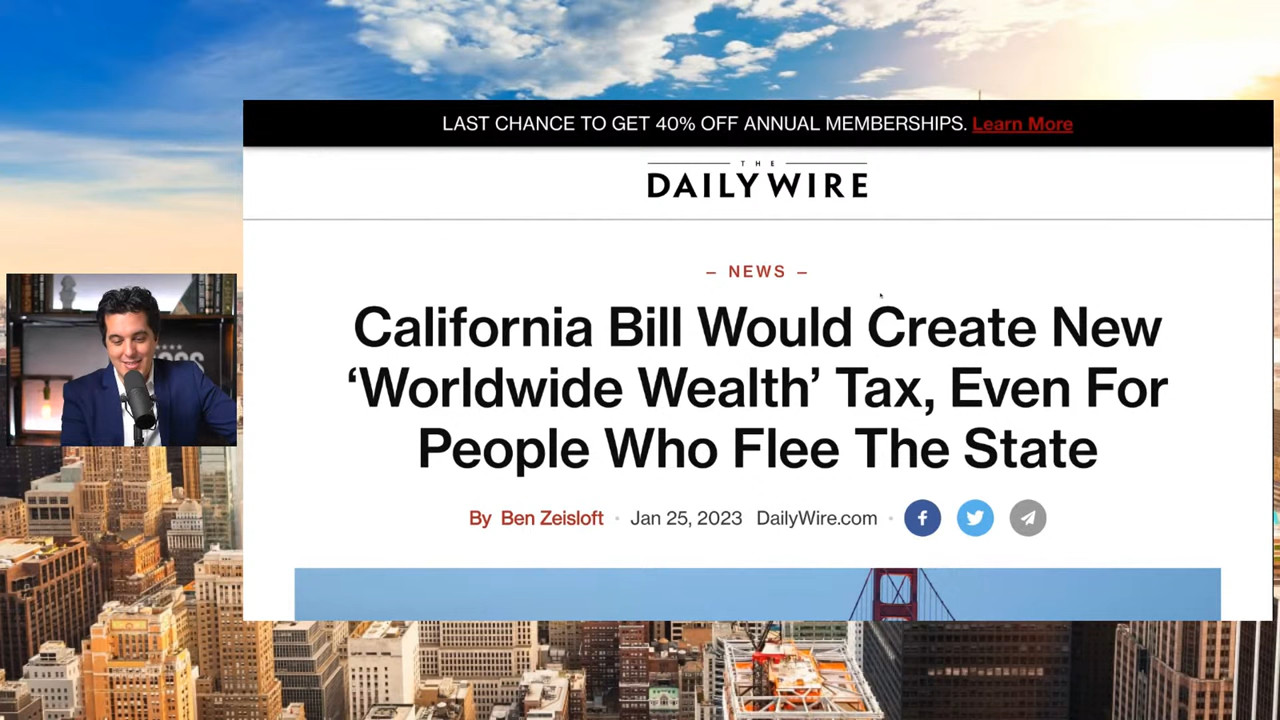 LAST CHANCE TO GET 40% OFF ANNUAL MEMBERSHIPS. Learn More
THE
DAILY WIRE
– NEWS –
California Bill Would Create New
‘Worldwide Wealth’ Tax, Even For
People Who Flee The State
By Ben Zeisloft • Jan 25, 2023 DailyWire.com •